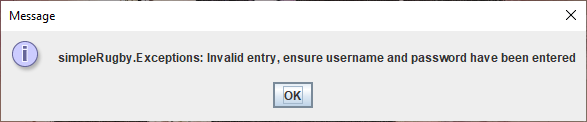 Message
simpleRugby.Exceptions: Invalid entry, ensure username and password have been entered
OK